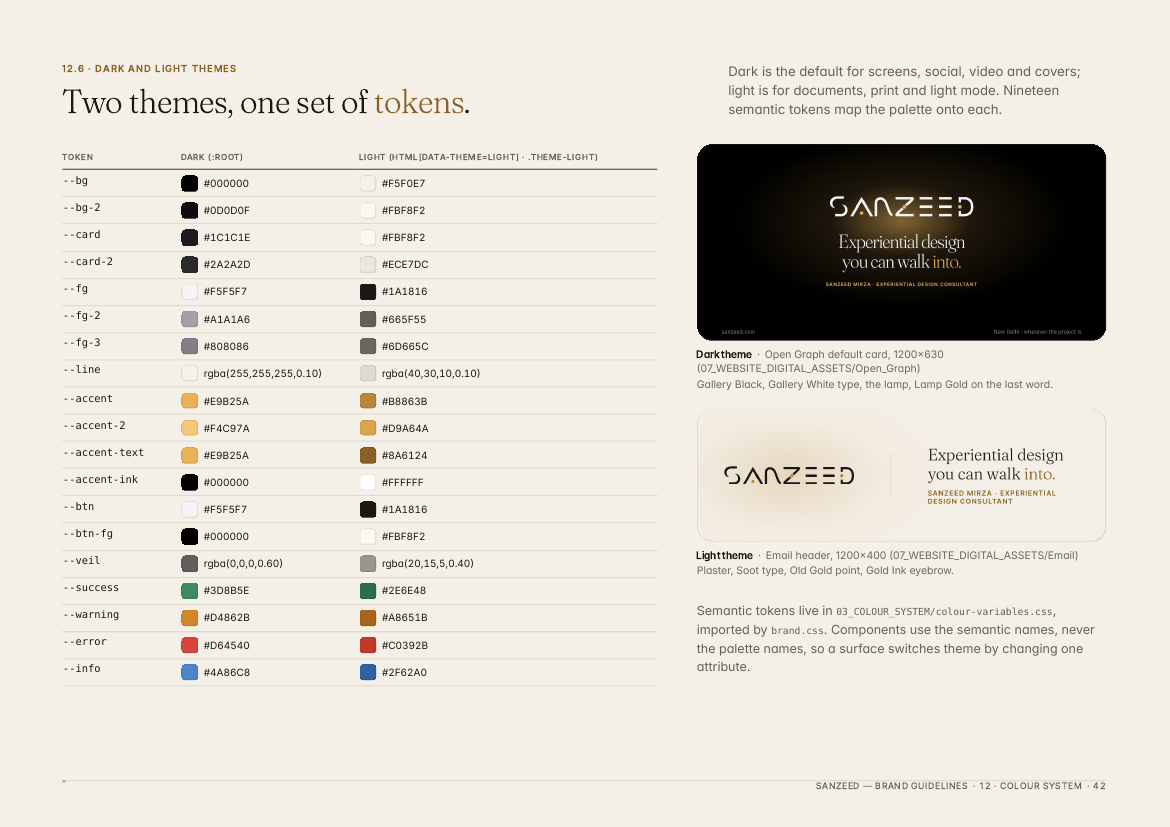 12.6 · DARK AND LIGHT THEMES
Two themes, one set of tokens.
Dark is the default for screens, social, video and covers;
light is for documents, print and light mode. Nineteen
semantic tokens map the palette onto each.
TOKEN DARK (:ROOT) LIGHT (HTML[DATA-THEME=LIGHT] · .THEME-LIGHT)
--bg #000000 #F5F0E7
--bg-2 #0D0D0F #FBF8F2
--card #1C1C1E #FBF8F2
--card-2 #2A2A2D #ECE7DC
--fg #F5F5F7 #1A1816
--fg-2 #A1A1A6 #665F55
--fg-3 #808086 #6D665C
--line rgba(255,255,255,0.10) rgba(40,30,10,0.10)
--accent #E9B25A #B8863B
--accent-2 #F4C97A #D9A64A
--accent-text #E9B25A #8A6124
--accent-ink #000000 #FFFFFF
--btn #F5F5F7 #1A1816
--btn-fg #000000 #FBF8F2
--veil rgba(0,0,0,0.60) rgba(20,15,5,0.40)
--success #3D8B5E #2E6E48
--warning #D4862B #A8651B
--error #D64540 #C0392B
--info #4A86C8 #2F62A0
SANZEED
Experiential design
you can walk into.
SANZEED MIRZA · EXPERIENTIAL DESIGN CONSULTANT
sanzeed.com New Delhi · wherever the project is
Dark theme · Open Graph default card, 1200×630
(07_WEBSITE_DIGITAL_ASSETS/Open_Graph)
Gallery Black, Gallery White type, the lamp, Lamp Gold on the last word.
SANZEED
Experiential design
you can walk into.
SANZEED MIRZA · EXPERIENTIAL
DESIGN CONSULTANT
Light theme · Email header, 1200×400 (07_WEBSITE_DIGITAL_ASSETS/Email)
Plaster, Soot type, Old Gold point, Gold Ink eyebrow.
Semantic tokens live in 03_COLOUR_SYSTEM/colour-variables.css,
imported by brand.css. Components use the semantic names, never
the palette names, so a surface switches theme by changing one
attribute.
SANZEED — BRAND GUIDELINES · 12 · COLOUR SYSTEM · 42